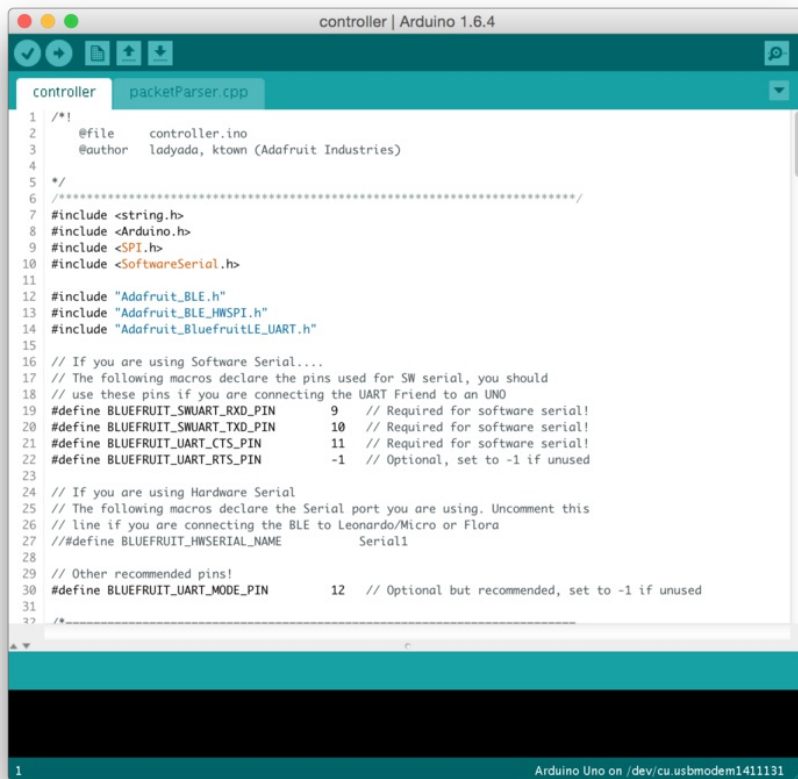 controller | Arduino 1.6.4
controller packetParser.cpp
1 /*!
2 @file controller.ino
3 @author ladyada, ktown (Adafruit Industries)
4
5 */
6 /**************************************************************************/
7 #include <string.h>
8 #include <Arduino.h>
9 #include <SPI.h>
10 #include <SoftwareSerial.h>
11
12 #include "Adafruit_BLE.h"
13 #include "Adafruit_BLE_HWSPI.h"
14 #include "Adafruit_BluefruitLE_UART.h"
15
16 // If you are using Software Serial....
17 // The following macros declare the pins used for SW serial, you should
18 // use these pins if you are connecting the UART Friend to an UNO
19 #define BLUEFRUIT_SWUART_RXD_PIN 9 // Required for software serial!
20 #define BLUEFRUIT_SWUART_TXD_PIN 10 // Required for software serial!
21 #define BLUEFRUIT_UART_CTS_PIN 11 // Required for software serial!
22 #define BLUEFRUIT_UART_RTS_PIN -1 // Optional, set to -1 if unused
23
24 // If you are using Hardware Serial
25 // The following macros declare the Serial port you are using. Uncomment this
26 // line if you are connecting the BLE to Leonardo/Micro or Flora
27 //#define BLUEFRUIT_HWSERIAL_NAME Serial1
28
29 // Other recommended pins!
30 #define BLUEFRUIT_UART_MODE_PIN 12 // Optional but recommended, set to -1 if unused
31
32 /*=========================================================================
1 Arduino Uno on /dev/cu.usbmodem1411131